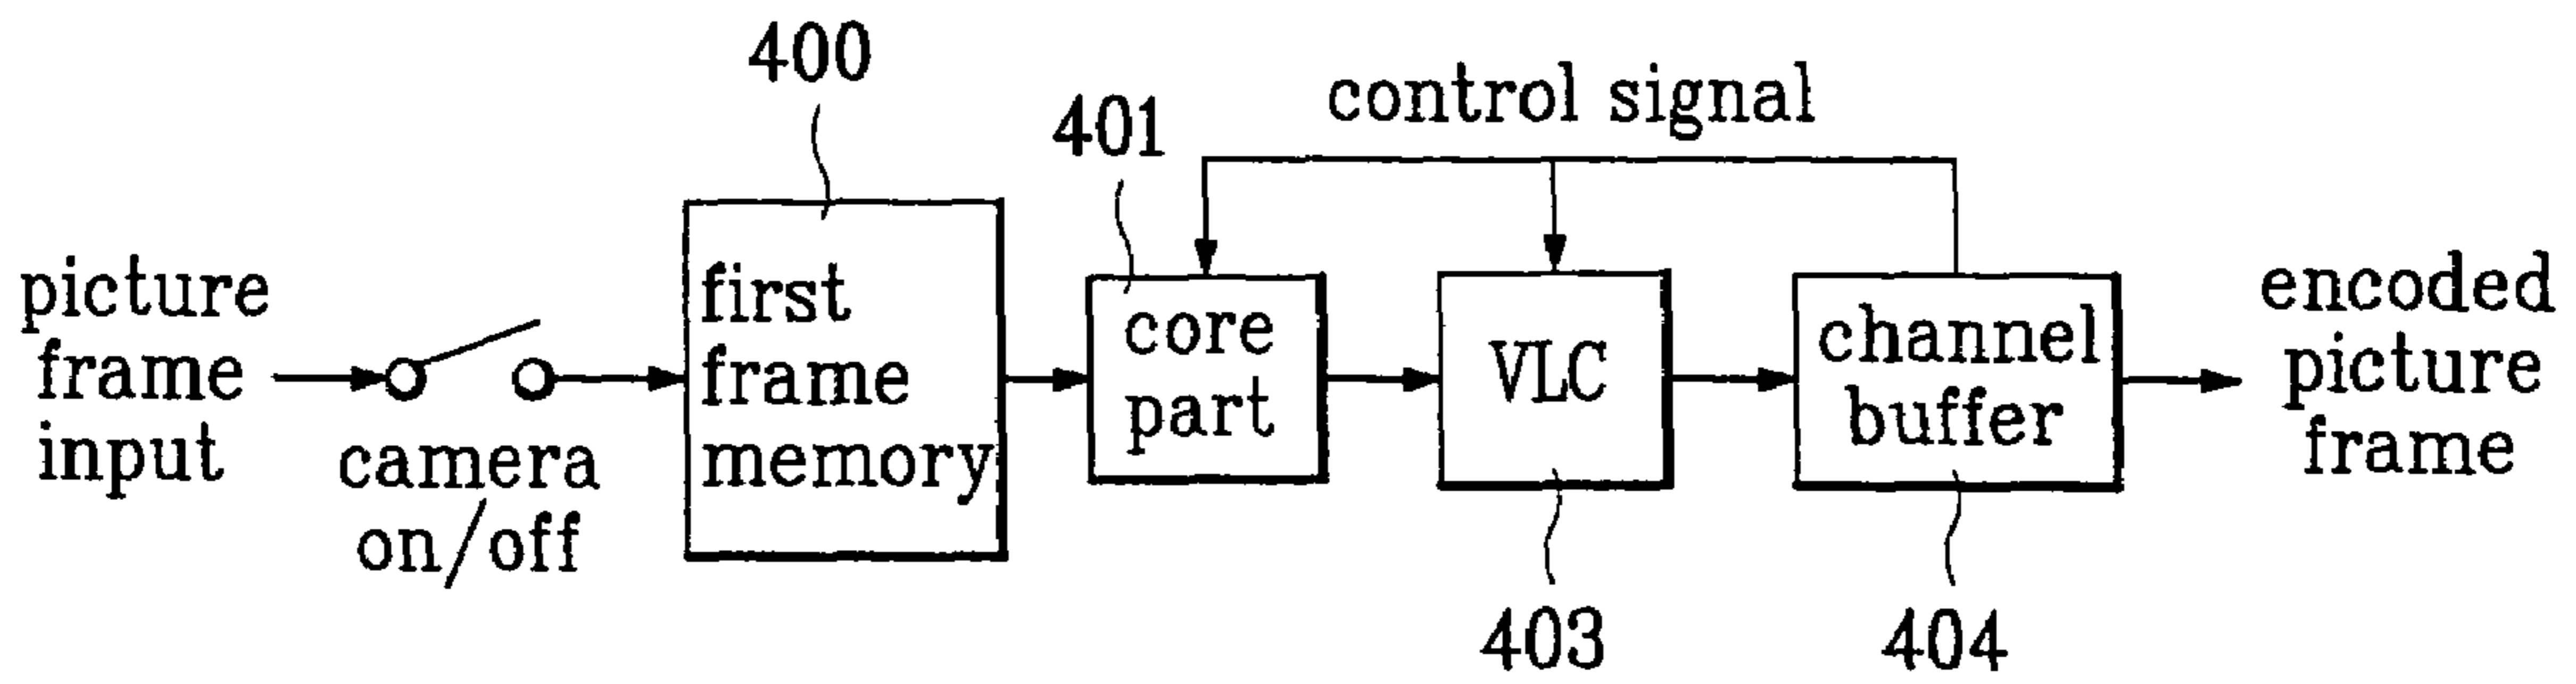 400
401
control signal
picture
frame
input
camera
on/off
first
frame
memory
core
part
VLC
channel
buffer
encoded
picture
frame
403
404